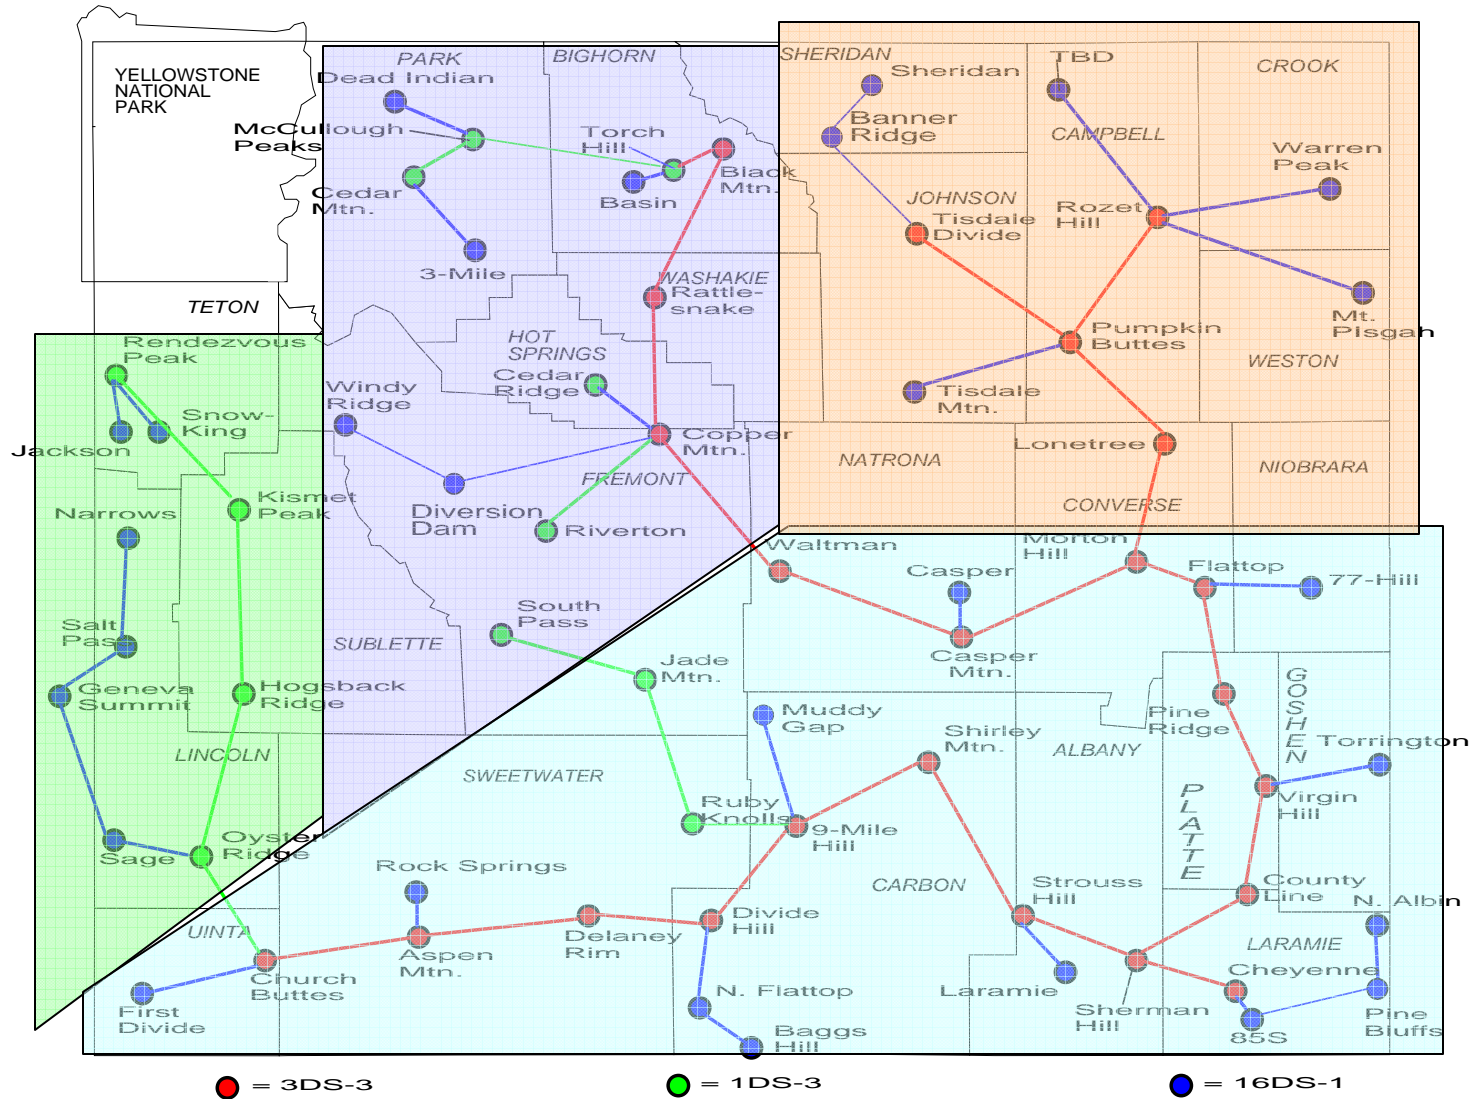 PARK
BIGHORN
SHERIDAN
TBD
CROOK
YELLOWSTONE
NATIONAL
PARK
Dead Indian
Sheridan
McCullough
Peaks
Torch
Hill
Banner
Ridge
CAMPBELL
Warren
Peak
Cedar
Mtn.
Basin
Black
Mtn.
JOHNSON
Tisdale
Divide
Rozet
Hill
3-Mile
WASHAKIE
Rattle-
snake
TETON
Mt.
Pisgah
Rendezvous
Peak
HOT
SPRINGS
Pumpkin
Buttes
WESTON
Windy
Ridge
Cedar
Ridge
Tisdale
Mtn.
Snow-
King
Jackson
Copper
Mtn.
Lonetree
NATRONA
NIOBRARA
FREMONT
Kismet
Peak
CONVERSE
Narrows
Diversion
Dam
Riverton
Waltman
Morton
Hill
Casper
Flattop
77-Hill
South
Pass
Salt
Pass
SUBLETTE
Jade
Mtn.
Casper
Mtn.
Geneva
Summit
Hogsback
Ridge
Muddy
Gap
Pine
Ridge
GOSHEN
Shirley
Mtn.
ALBANY
Torrington
LINCOLN
SWEETWATER
Ruby
Knolls
Virgin
Hill
PLATTE
9-Mile
Hill
Oyster
Ridge
Sage
Rock Springs
CARBON
Strouss
Hill
County
Line
N. Albin
UINTA
Divide
Hill
Delaney
Rim
Aspen
Mtn.
LARAMIE
Church
Buttes
Cheyenne
First
Divide
N. Flattop
Laramie
Sherman
Hill
Pine
Bluffs
85S
Baggs
Hill
= 3DS-3
= 1DS-3
= 16DS-1